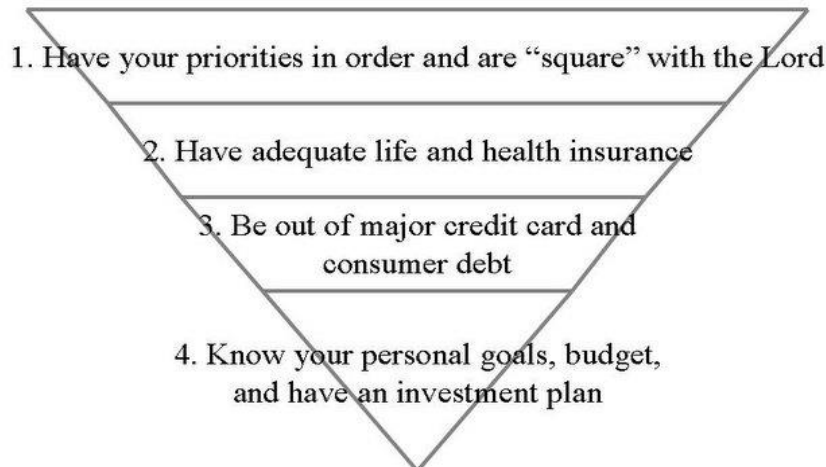 1. Have your priorities in order and are “square” with the Lord
2. Have adequate life and health insurance
3. Be out of major credit card and
consumer debt
4. Know your personal goals, budget,
and have an investment plan